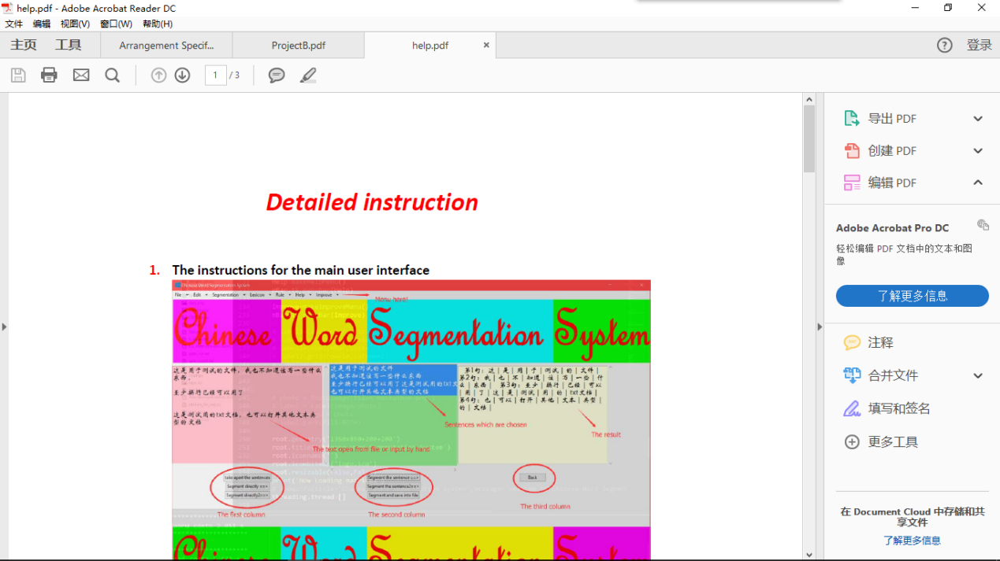 help.pdf - Adobe Acrobat Reader DC
文件 编辑 视图(V) 窗口(W) 帮助(H)
主页 工具 Arrangement Specif... ProjectB.pdf help.pdf × ? 登录
1 / 3
导出 PDF
创建 PDF
编辑 PDF
Adobe Acrobat Pro DC
轻松编辑 PDF 文档中的文本和图
像
了解更多信息
注释
合并文件
填写和签名
更多工具
在 Document Cloud 中存储和共
享文件
了解更多信息
Detailed instruction
1. The instructions for the main user interface
Chinese Word Segmentation System
File Edit Segmentation Lexicon Rule Help Improve
Menu here!
Chinese Word Segmentation System
这是用于测试的文件，我也不知道该写一些什么
东西。
至少换行已经可以用了
这是测试用的txt文档，也可以打开其他文本类
型的文档
The text open from file or input by hand
这是用于测试的文件
我也不知道该写一些什么东西
至少换行已经可以用了这是测试用的txt文
也可以打开其他文本类型的文档
Sentences which are chosen
第1句：这 | 是 | 用 | 于 | 测试 | 的 | 文件 |
第2句：我 | 也 | 不 | 知道 | 该 | 写 | 一些 | 什
么 | 东西 | 第3句：至少 | 换行 | 已经 | 可以
| 用 | 了 | 这 | 是 | 测试 | 用 | 的 | txt文档 |
第4句：也 | 可以 | 打开 | 其他 | 文本 | 类型 |
的 | 文档 |
The result
take apart the sentences
Segment directly ==>
Segment directly2==>
The first column
Segment the sentence ==>
Segment the sentence2==>
Segment and save into file
The second column
Back
The third column
Chinese Word Segmentation System